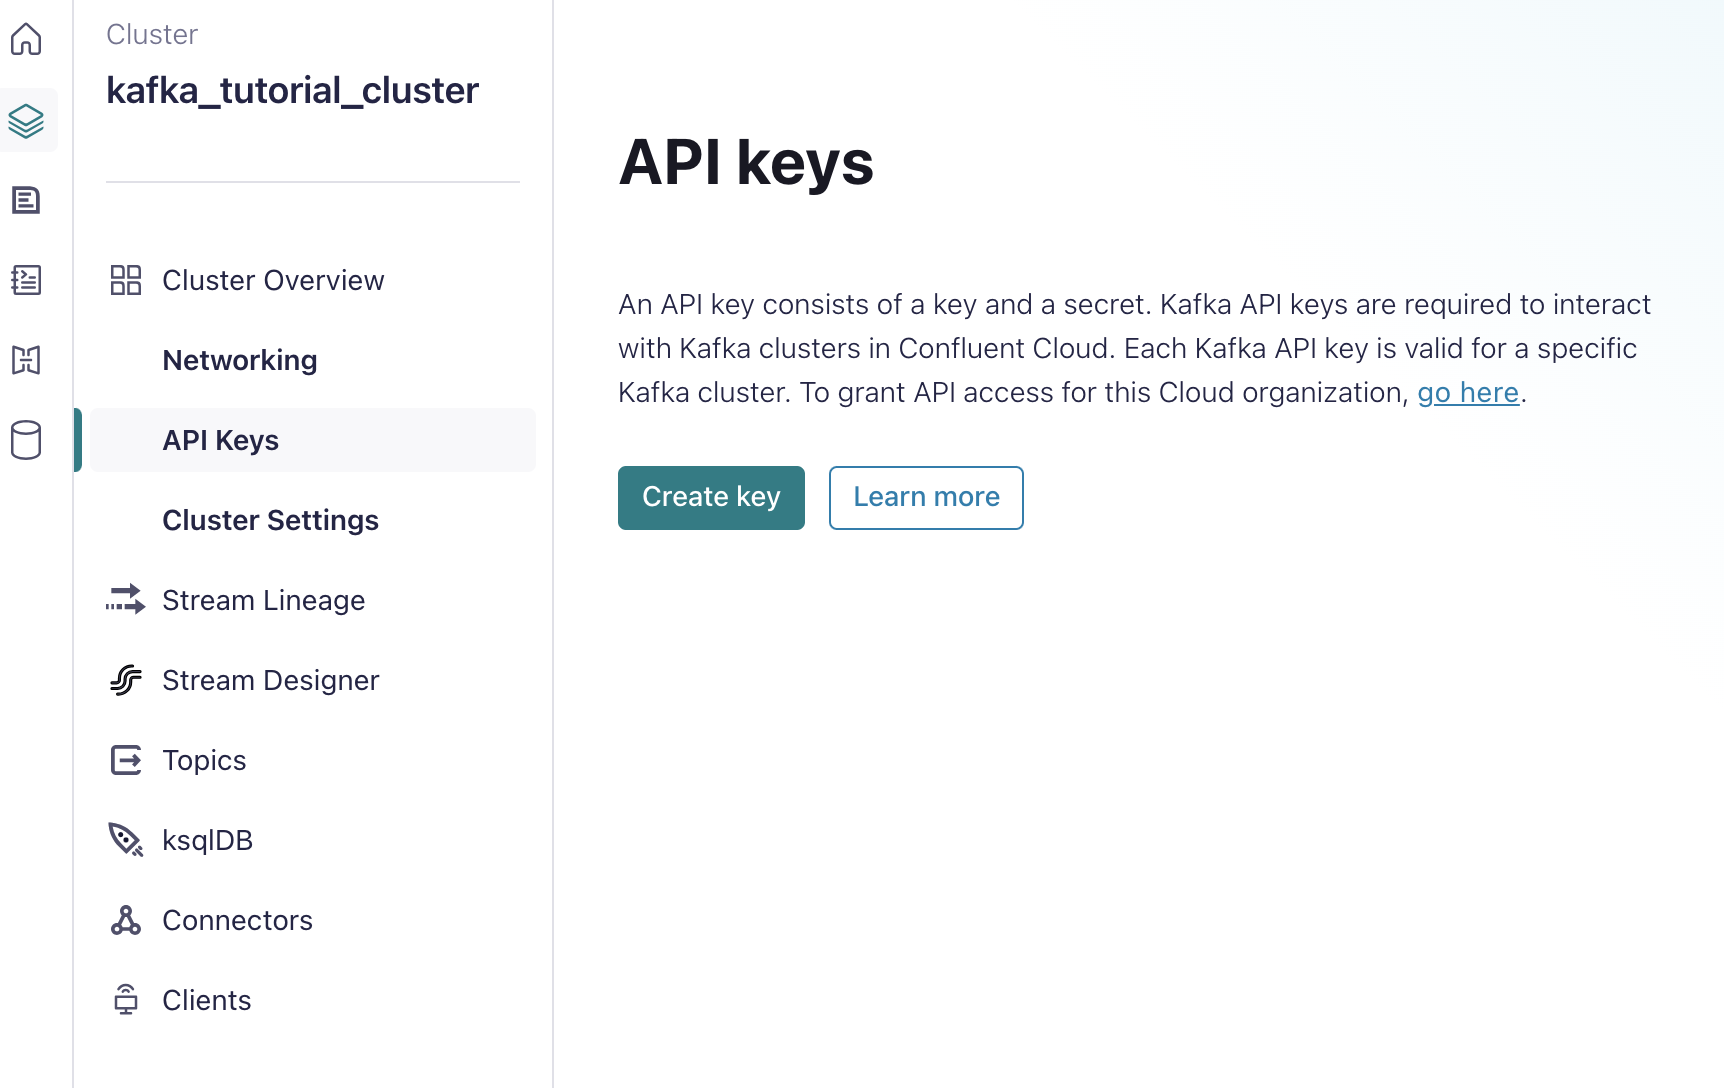 Cluster
kafka_tutorial_cluster
Cluster Overview
Networking
API Keys
Cluster Settings
Stream Lineage
Stream Designer
Topics
ksqlDB
Connectors
Clients
API keys
An API key consists of a key and a secret. Kafka API keys are required to interact
with Kafka clusters in Confluent Cloud. Each Kafka API key is valid for a specific
Kafka cluster. To grant API access for this Cloud organization, go here.
Create key
Learn more